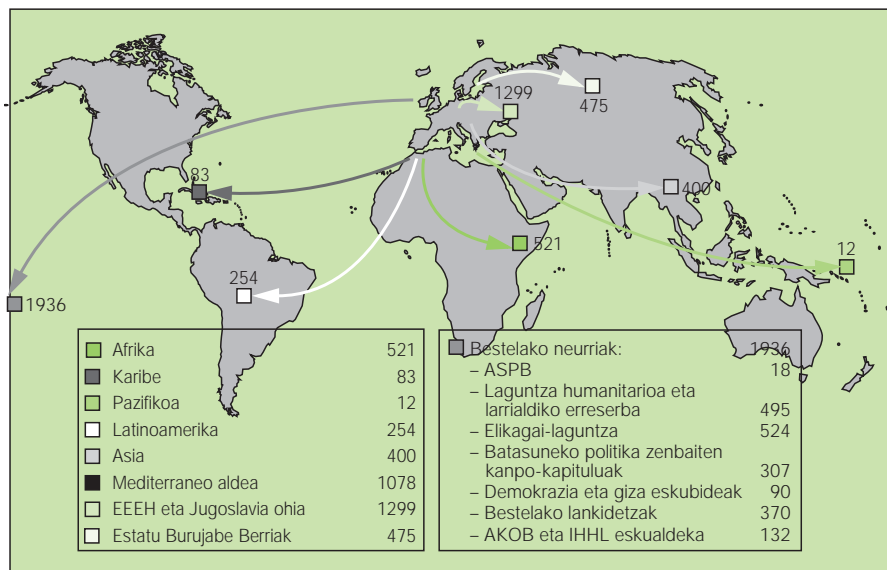 1299
475
83
400
521
12
254
1936
Afrika 521
Karibe 83
Pazifikoa 12
Latinoamerika 254
Asia 400
Mediterraneo aldea 1078
EEEH eta Jugoslavia ohia 1299
Estatu Burujabe Berriak 475
Bestelako neurriak: 1936
– ASPB 18
– Laguntza humanitarioa eta
larrialdiko erreserba 495
– Elikagai-laguntza 524
– Batasuneko politika zenbaiten
kanpo-kapituluak 307
– Demokrazia eta giza eskubideak 90
– Bestelako lankidetzak 370
– AKOB eta IHHL eskualdeka 132